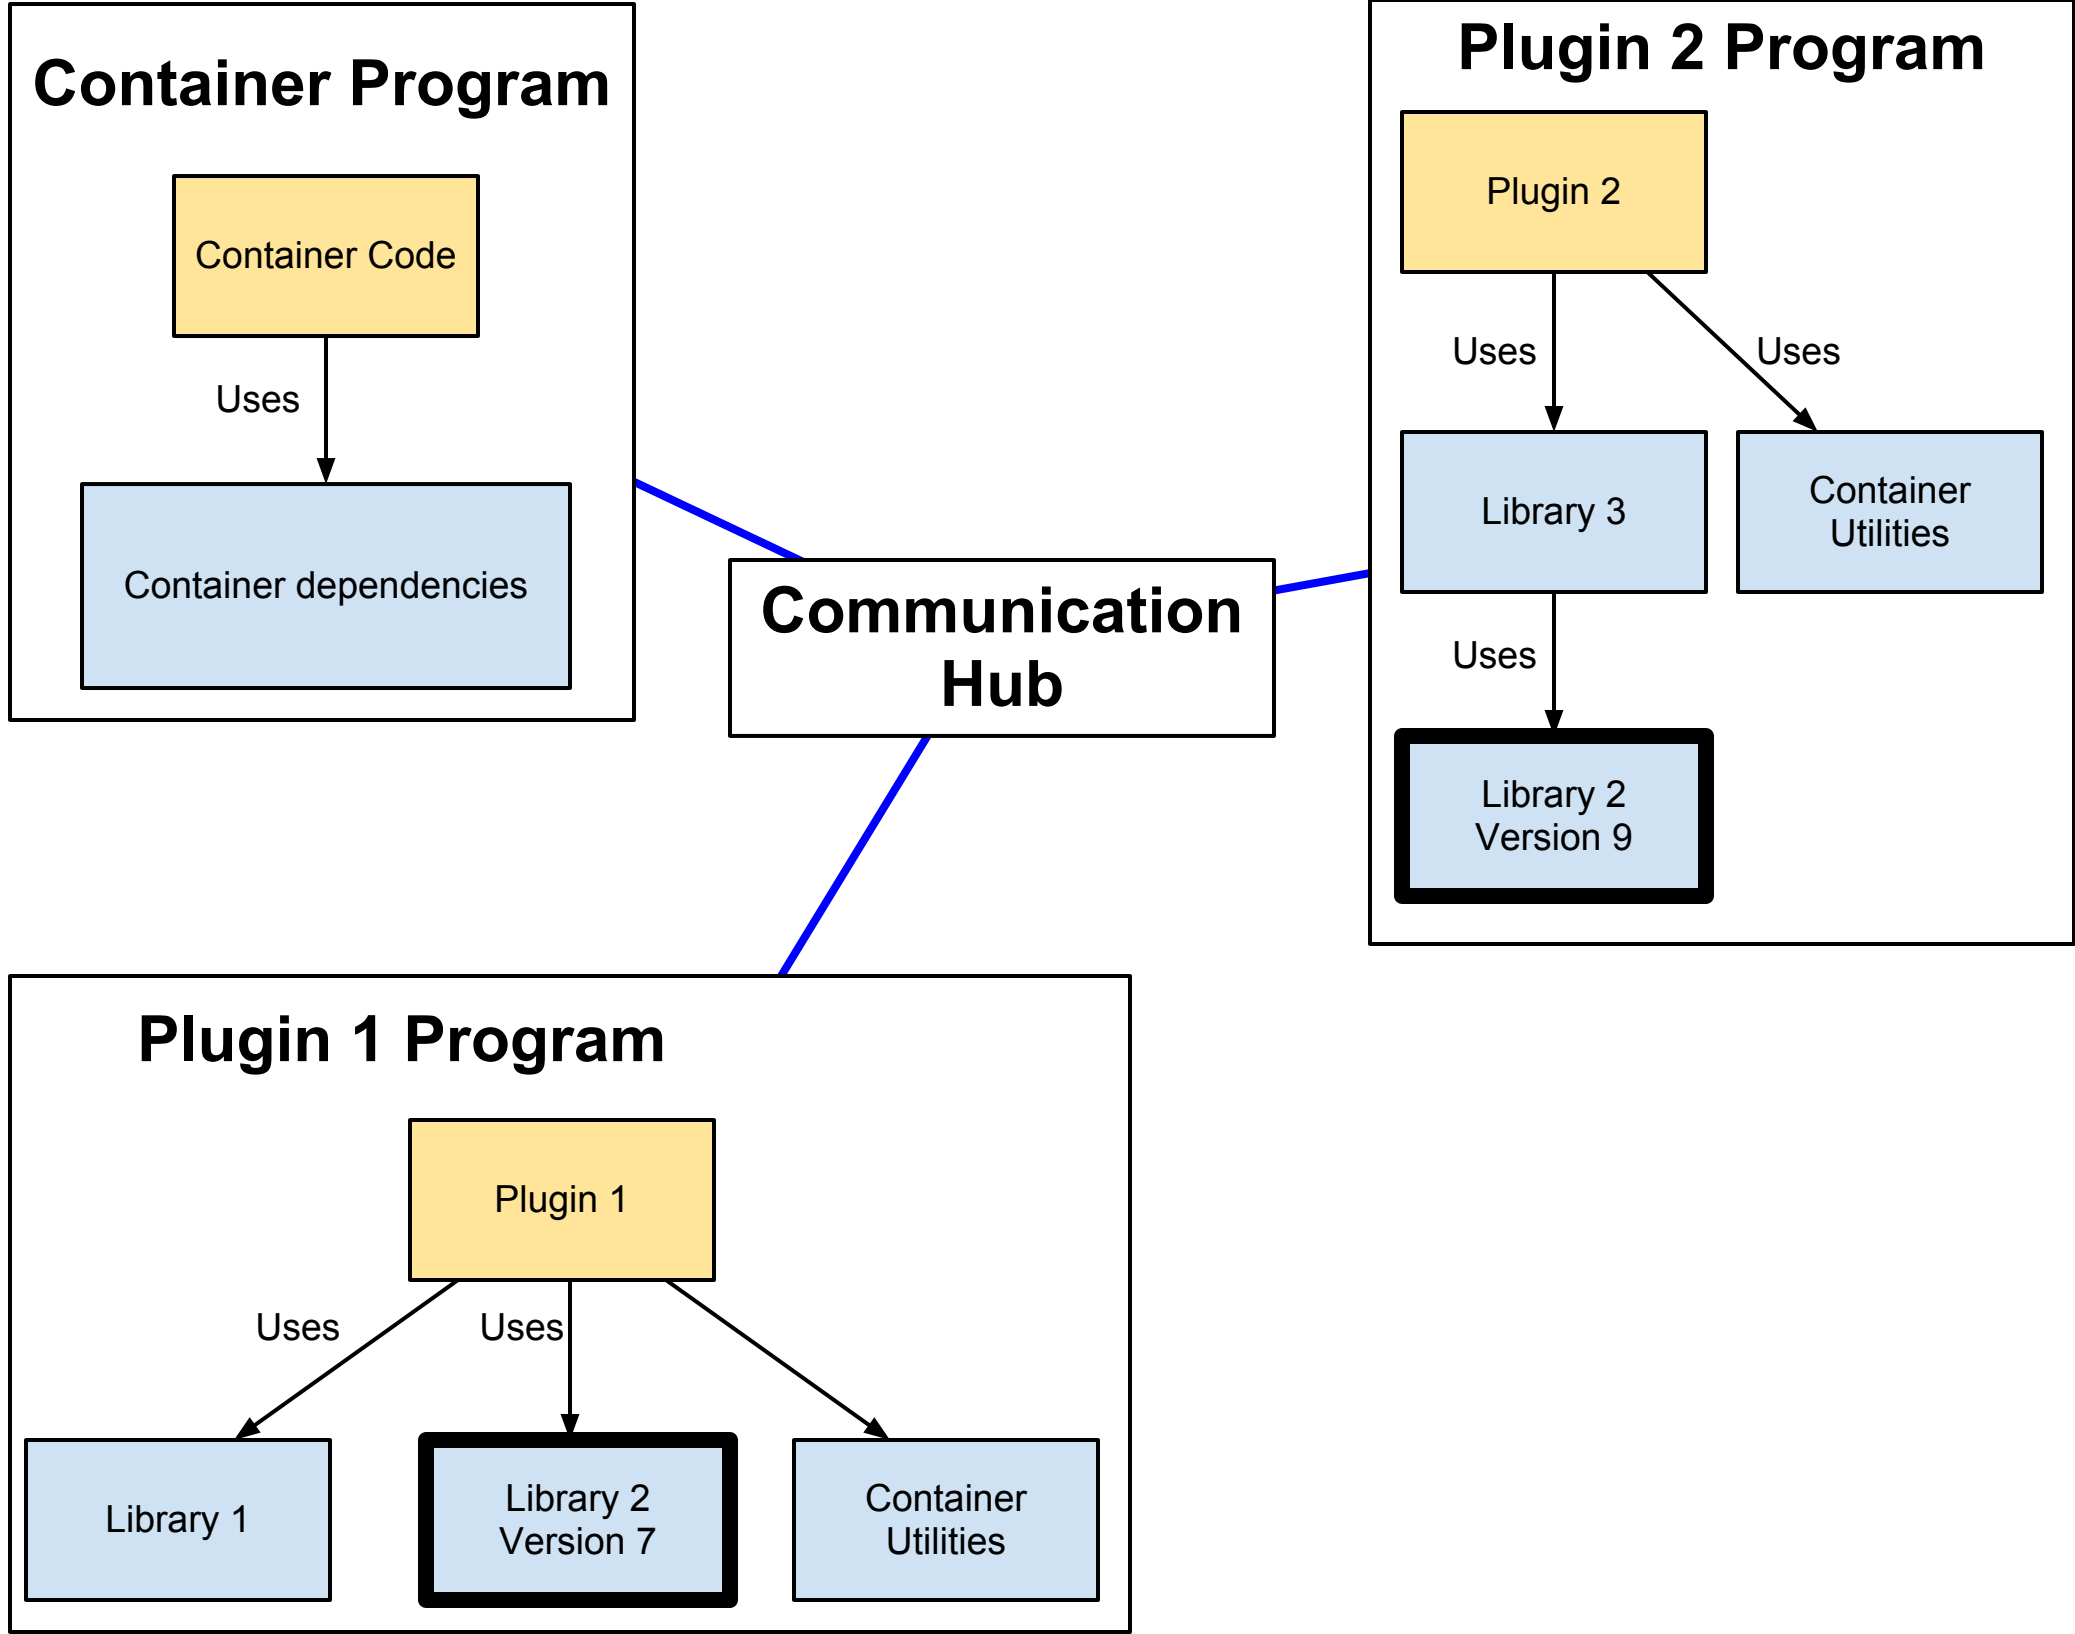 Container Program
Container Code
Uses
Container dependencies
Communication
Hub
Plugin 2 Program
Plugin 2
Uses
Uses
Library 3
Container
Utilities
Uses
Library 2
Version 9
Plugin 1 Program
Plugin 1
Uses
Uses
Library 1
Library 2
Version 7
Container
Utilities